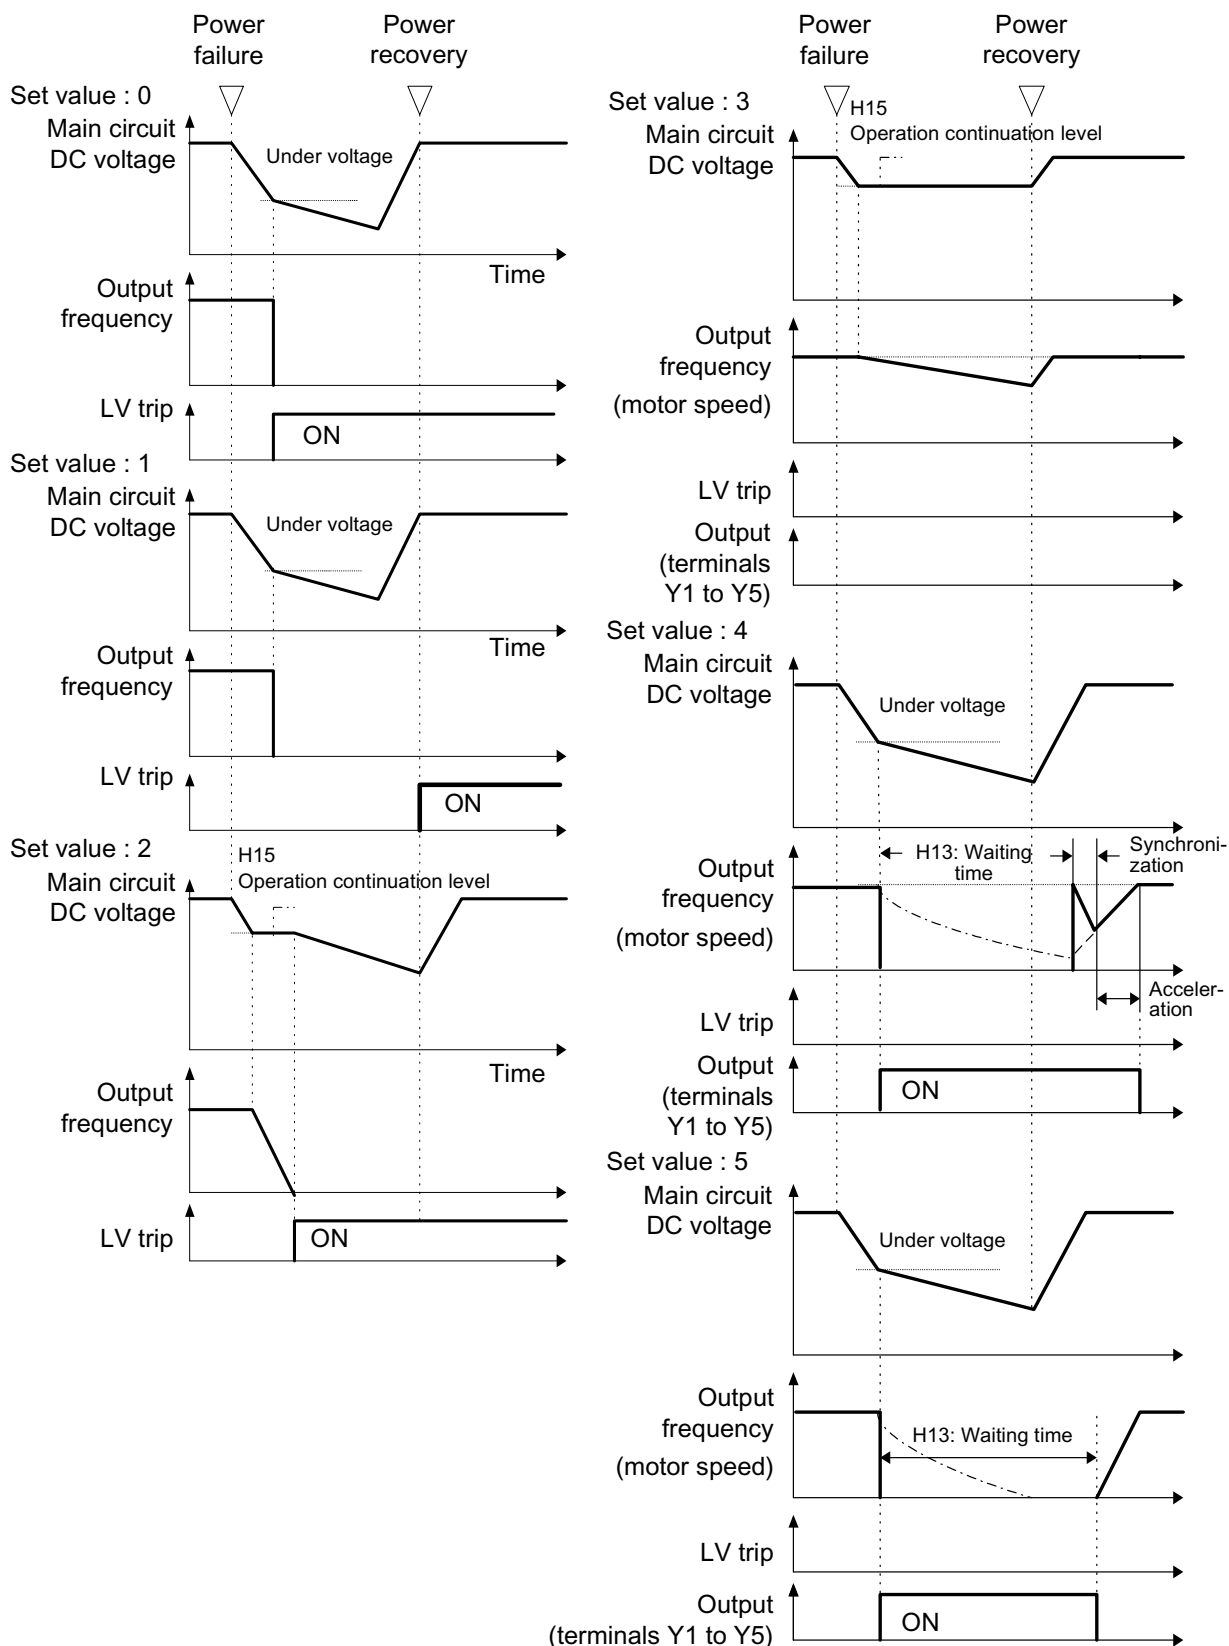 Power
failure
Power
recovery
Set value : 0
Main circuit
DC voltage
Under voltage
Time
Output
frequency
LV trip
ON
Set value : 1
Main circuit
DC voltage
Under voltage
Time
Output
frequency
LV trip
ON
Set value : 2
H15
Operation continuation level
Main circuit
DC voltage
Time
Output
frequency
LV trip
ON
Power
failure
Power
recovery
Set value : 3
H15
Operation continuation level
Main circuit
DC voltage
Output
frequency
(motor speed)
LV trip
Output
(terminals
Y1 to Y5)
Set value : 4
Main circuit
DC voltage
Under voltage
Output
frequency
(motor speed)
H13: Waiting
time
Synchroni-
zation
Acceler-
ation
LV trip
Output
(terminals
Y1 to Y5)
ON
Set value : 5
Main circuit
DC voltage
Under voltage
Output
frequency
(motor speed)
H13: Waiting time
LV trip
Output
(terminals Y1 to Y5)
ON